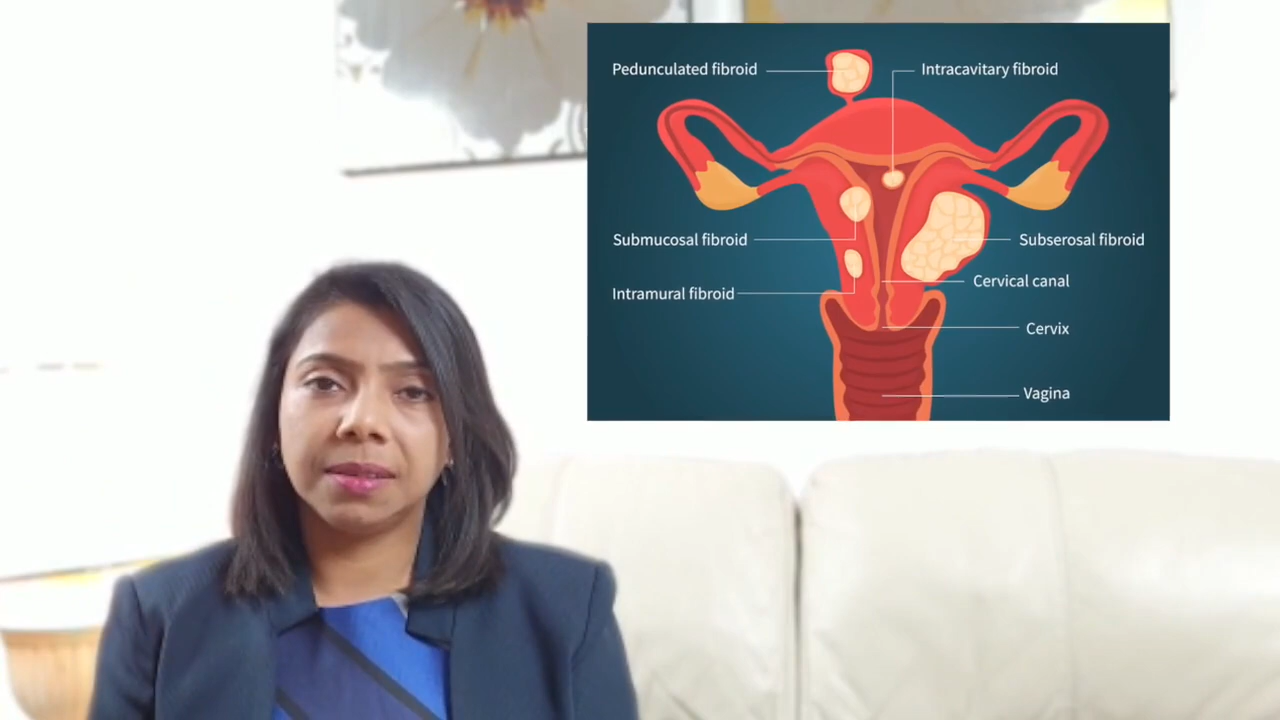 Pedunculated fibroid
Intracavitary fibroid
Submucosal fibroid
Subserosal fibroid
Cervical canal
Intramural fibroid
Cervix
Vagina